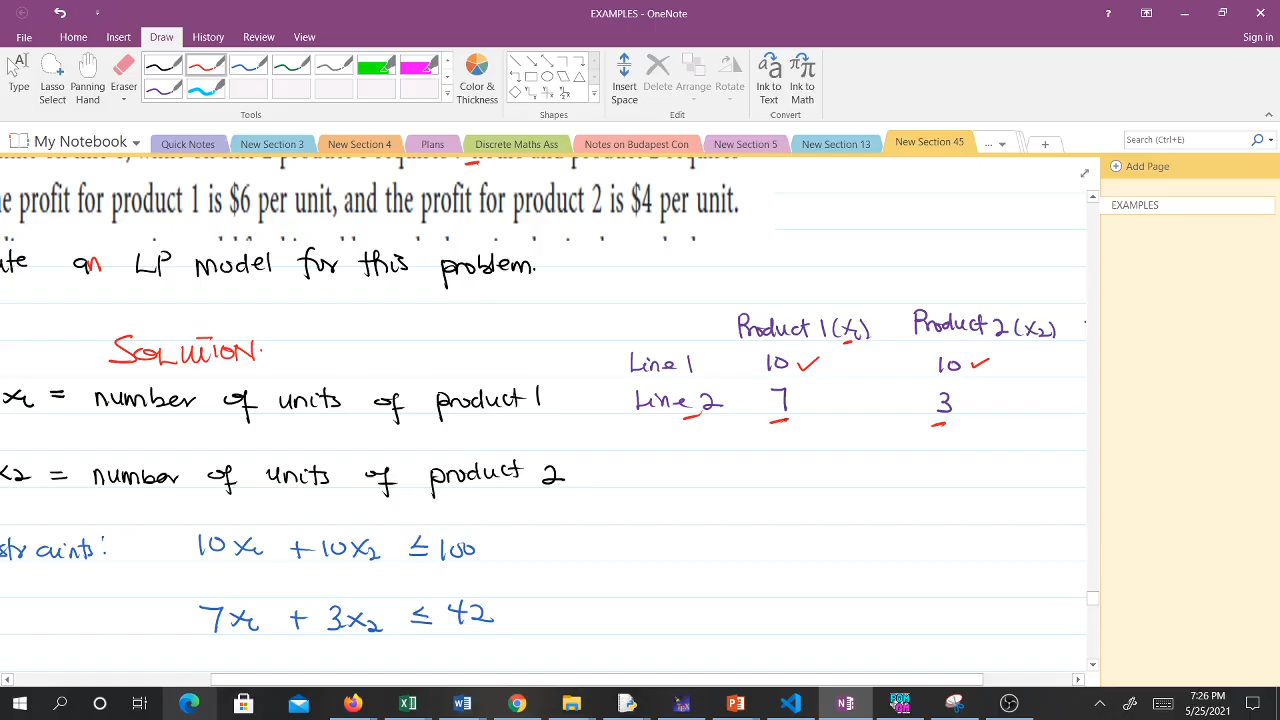 EXAMPLES - OneNote
?
Sign in
File Home Insert Draw History Review View
Type
Lasso Select
Panning Hand
Eraser
Color & Thickness
Insert Space
Delete
Arrange
Rotate
Ink to Text
Ink to Math
Tools
Shapes
Edit
Convert
My Notebook
Quick Notes
New Section 3
New Section 4
Plans
Discrete Maths Ass
Notes on Budapest Con
New Section 5
New Section 13
New Section 45
...
Search (Ctrl+E)
Add Page
EXAMPLES
e profit for product 1 is $6 per unit, and the profit for product 2 is $4 per unit.
ate an LP model for this problem.
SOLUTION.
Product 1 (x1) Product 2 (x2)
Line 1 10 ✓ 10 ✓
Line 2 7 3
x1 = number of units of product 1
x2 = number of units of product 2
straints: 10x1 + 10x2 ≤ 100
7x1 + 3x2 ≤ 42
7:26 PM
5/25/2021